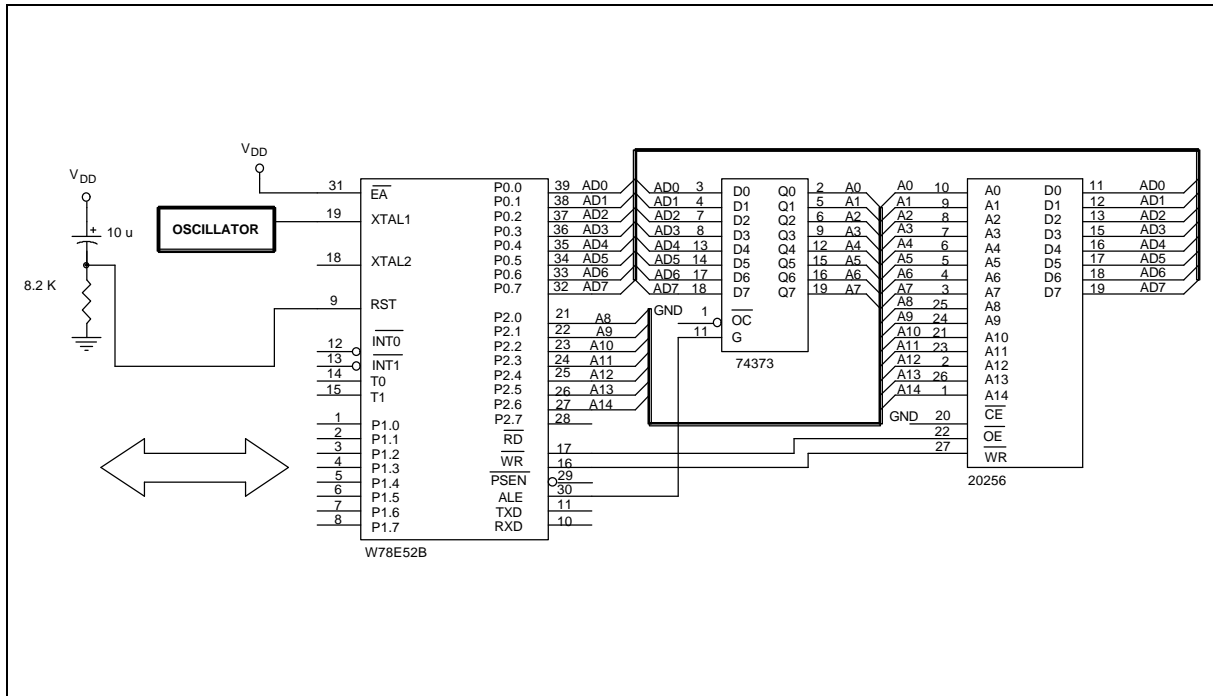 VDD
10 u
8.2 K
VDD
OSCILLATOR
31 EA
19 XTAL1
18 XTAL2
9 RST
12 INT0
13 INT1
14 T0
15 T1
1 P1.0
2 P1.1
3 P1.2
4 P1.3
5 P1.4
6 P1.5
7 P1.6
8 P1.7
P0.0 39 AD0
P0.1 38 AD1
P0.2 37 AD2
P0.3 36 AD3
P0.4 35 AD4
P0.5 34 AD5
P0.6 33 AD6
P0.7 32 AD7
P2.0 21 A8
P2.1 22 A9
P2.2 23 A10
P2.3 24 A11
P2.4 25 A12
P2.5 26 A13
P2.6 27 A14
P2.7 28
RD 17
WR 16
PSEN 29
ALE 30
TXD 11
RXD 10
W78E52B
AD0 3 D0 Q0 2 A0
AD1 4 D1 Q1 5 A1
AD2 7 D2 Q2 6 A2
AD3 8 D3 Q3 9 A3
AD4 13 D4 Q4 12 A4
AD5 14 D5 Q5 15 A5
AD6 17 D6 Q6 16 A6
AD7 18 D7 Q7 19 A7
GND 1 OC
11 G
74373
A0 10 A0 D0 11 AD0
A1 9 A1 D1 12 AD1
A2 8 A2 D2 13 AD2
A3 7 A3 D3 15 AD3
A4 6 A4 D4 16 AD4
A5 5 A5 D5 17 AD5
A6 4 A6 D6 18 AD6
A7 3 A7 D7 19 AD7
A8 25 A8
A9 24 A9
A10 21 A10
A11 23 A11
A12 2 A12
A13 26 A13
A14 1 A14
GND 20 CE
22 OE
27 WR
20256